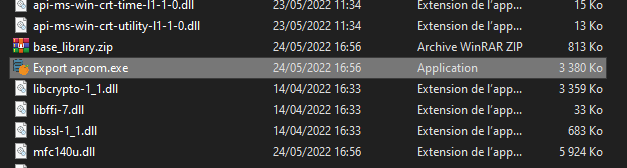 api-ms-win-crt-time-l1-1-0.dll 23/05/2022 11:34 Extension de l'app... 15 Ko
api-ms-win-crt-utility-l1-1-0.dll 23/05/2022 11:34 Extension de l'app... 13 Ko
base_library.zip 24/05/2022 16:56 Archive WinRAR ZIP 813 Ko
Export apcom.exe 24/05/2022 16:56 Application 3 380 Ko
libcrypto-1_1.dll 14/04/2022 16:33 Extension de l'app... 3 359 Ko
libffi-7.dll 14/04/2022 16:33 Extension de l'app... 33 Ko
libssl-1_1.dll 14/04/2022 16:33 Extension de l'app... 683 Ko
mfc140u.dll 24/05/2022 16:56 Extension de l'app... 5 924 Ko